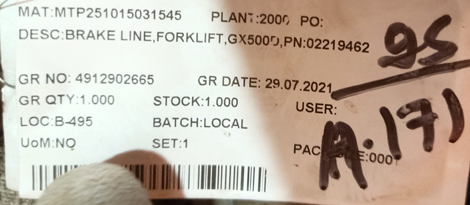 MAT:MTP251015031545 PLANT:2000 PO:
DESC:BRAKE LINE,FORKLIFT,GX500D,PN:02219462
95
GR NO: 4912902665 GR DATE: 29.07.2021
GR QTY:1.000 STOCK:1.000 USER:
A.171
LOC:B-495 BATCH:LOCAL
UoM:NO SET:1